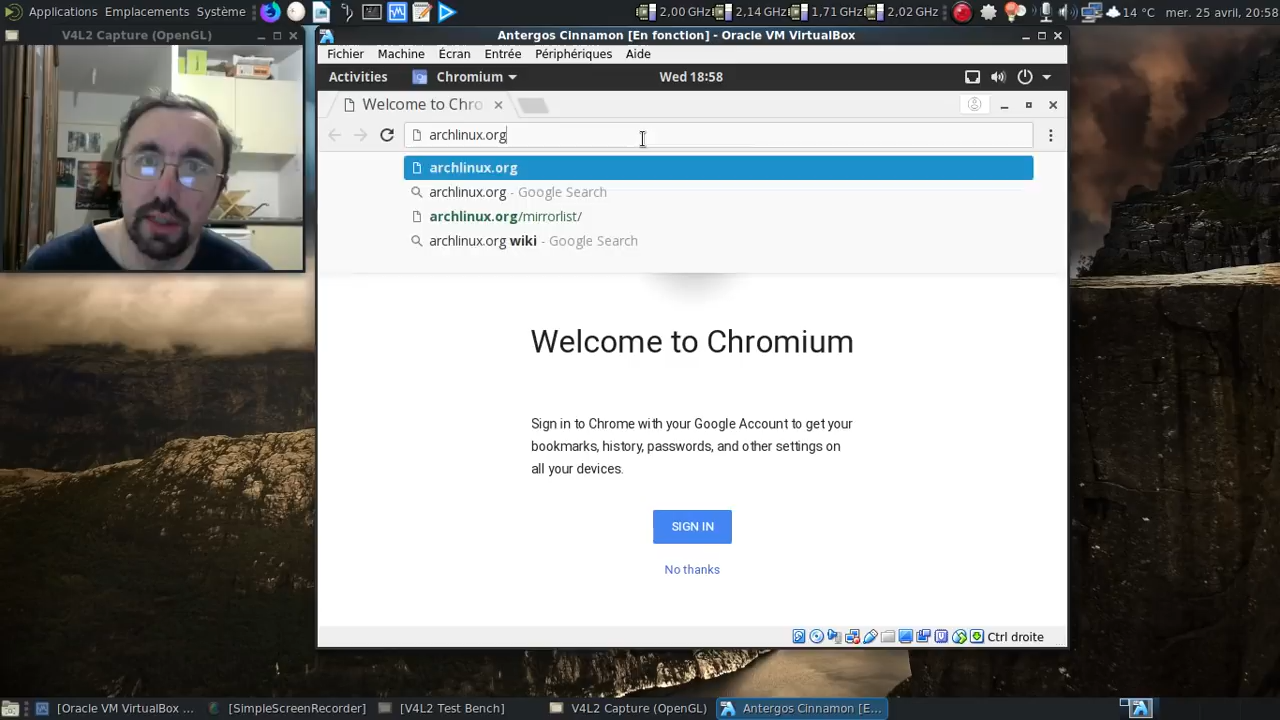 Applications Emplacements Système
2,00 GHz 2,14 GHz 1,71 GHz 2,02 GHz 14 °C mer. 25 avril, 20:58
V4L2 Capture (OpenGL)
Antergos Cinnamon [En fonction] - Oracle VM VirtualBox
Fichier Machine Écran Entrée Périphériques Aide
Activities Chromium Wed 18:58
Welcome to Chro
archlinux.org
archlinux.org
archlinux.org - Google Search
archlinux.org/mirrorlist/
archlinux.org wiki - Google Search
Welcome to Chromium
Sign in to Chrome with your Google Account to get your
bookmarks, history, passwords, and other settings on
all your devices.
SIGN IN
No thanks
Ctrl droite
[Oracle VM VirtualBox ... [SimpleScreenRecorder] [V4L2 Test Bench] V4L2 Capture (OpenGL) Antergos Cinnamon [E...